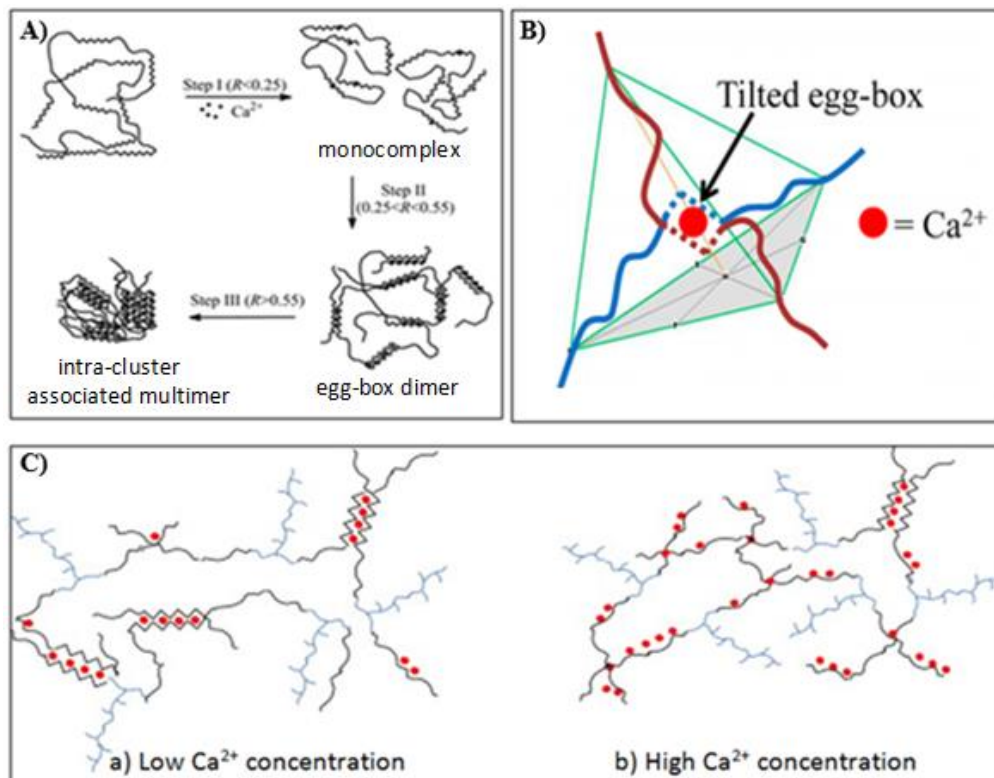 A)
Step I (R<0.25)
Ca²⁺
monocomplex
Step II
(0.25<R<0.55)
Step III (R>0.55)
intra-cluster
associated multimer
egg-box dimer
B)
Tilted egg-box
= Ca²⁺
C)
a) Low Ca²⁺ concentration
b) High Ca²⁺ concentration